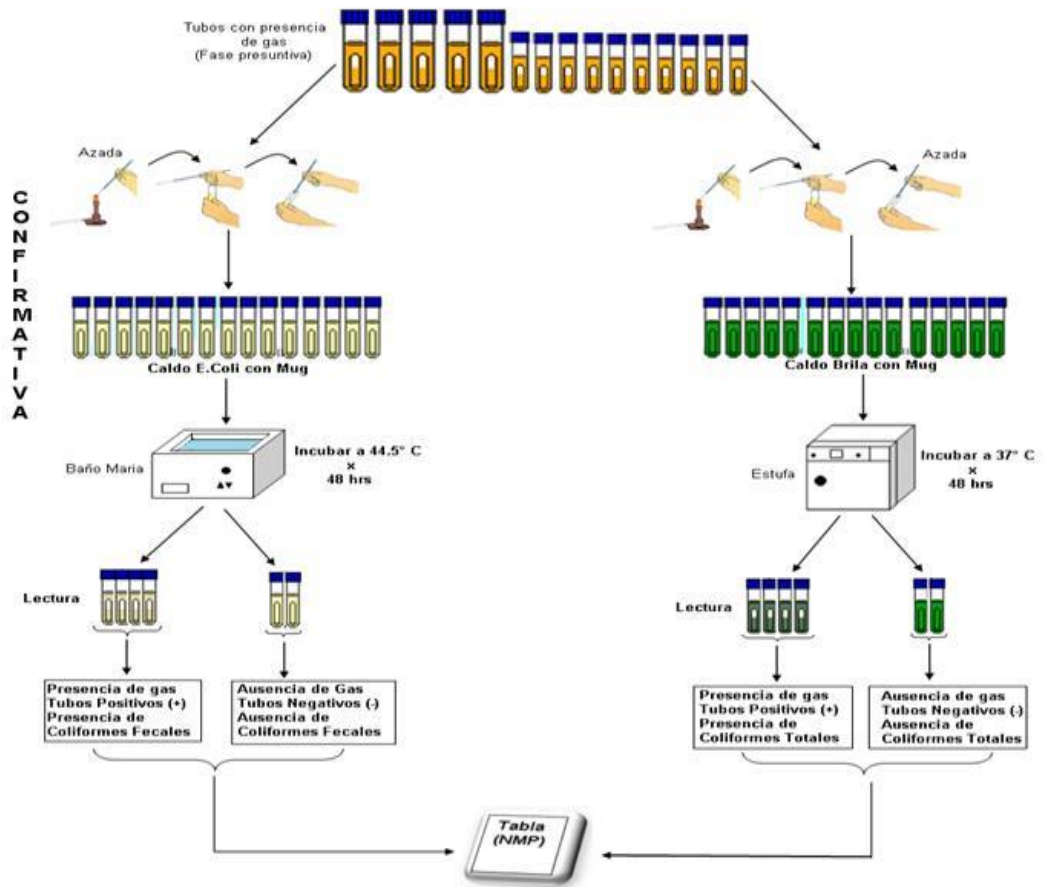 Tubos con presencia
de gas
(Fase presuntiva)
Azada
Azada
CONFIRMATIVA
Caldo E.Coli con Mug
Caldo Brila con Mug
Baño Maria
Incubar a 44.5° C
x
48 hrs
Estufa
Incubar a 37° C
x
48 hrs
Lectura
Lectura
Presencia de gas
Tubos Positivos (+)
Presencia de
Coliformes Fecales
Ausencia de Gas
Tubos Negativos (-)
Ausencia de
Coliformes Fecales
Presencia de gas
Tubos Positivos (+)
Presencia de
Coliformes Totales
Ausencia de gas
Tubos Negativos (-)
Ausencia de
Coliformes Totales
Tabla
(NMP)